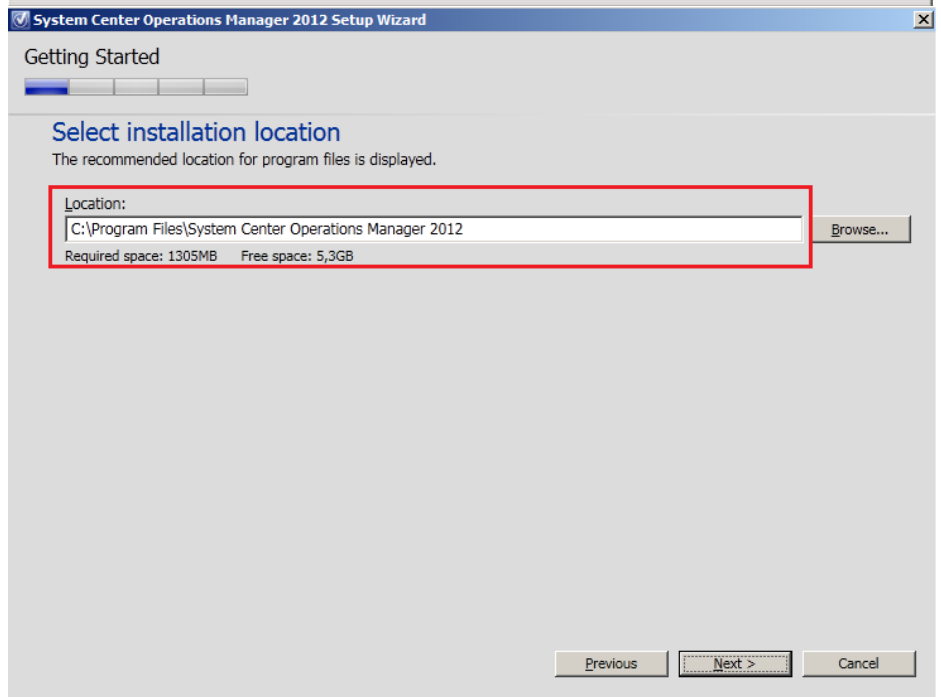 System Center Operations Manager 2012 Setup Wizard
Getting Started
Select installation location
The recommended location for program files is displayed.
Location:
C:\Program Files\System Center Operations Manager 2012
Browse...
Required space: 1305MB Free space: 5,3GB
Previous Next > Cancel